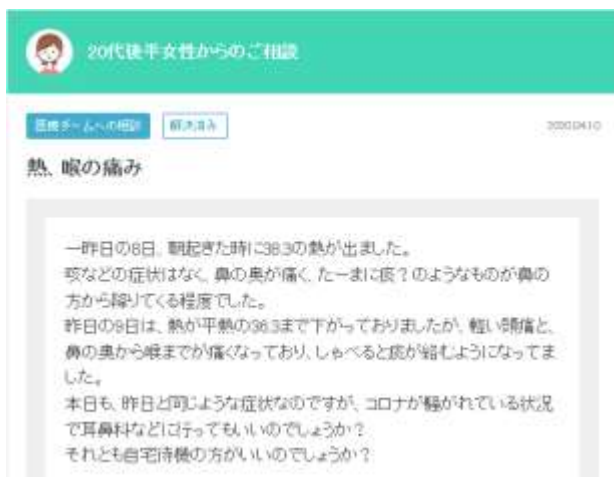 20代後半女性からのご相談
医療チームへの相談
解決済み
2020.04.10
熱、喉の痛み
一昨日の8日、朝起きた時に38.3の熱が出ました。
咳などの症状はなく、鼻の奥が痛く、たーまに痰？のようなものが鼻の
方から降りてくる程度でした。
昨日の9日は、熱が平熱の36.3まで下がっておりましたが、軽い頭痛と、
鼻の奥から喉までが痛くなっており、しゃべると痰が絡むようになってま
した。
本日も、昨日と同じような症状なのですが、コロナが騒がれている状況
で耳鼻科などに行ってもいいのでしょうか？
それとも自宅待機の方がいいのでしょうか？